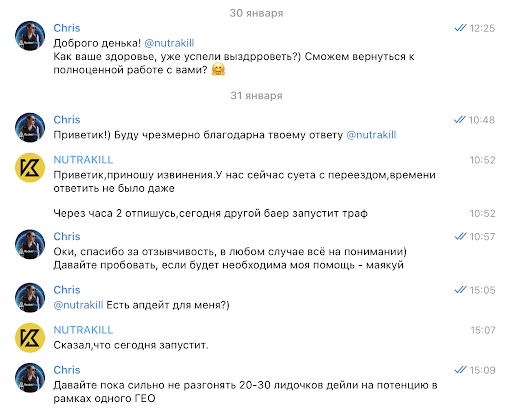 30 января
Chris
12:25
Доброго денька! @nutrakill
Как ваше здоровье, уже успели выздрроветь?) Сможем вернуться к
полноценной работе с вами? 🤗
31 января
Chris
10:48
Приветик!) Буду чрезмерно благодарна твоему ответу @nutrakill
NUTRAKILL
10:52
Приветик,приношу извинения.У нас сейчас суета с переездом,времени
ответить не было даже
Через часа 2 отпишусь,сегодня другой баер запустит траф
10:52
Chris
10:57
Оки, спасибо за отзывчивость, в любом случае всё на понимании)
Давайте пробовать, если будет необходима моя помощь - маякуй
Chris
15:05
@nutrakill Есть апдейт для меня?)
NUTRAKILL
15:07
Сказал,что сегодня запустит.
Chris
15:09
Давайте пока сильно не разгонять 20-30 лидочков дейли на потенцию в
рамках одного ГЕО